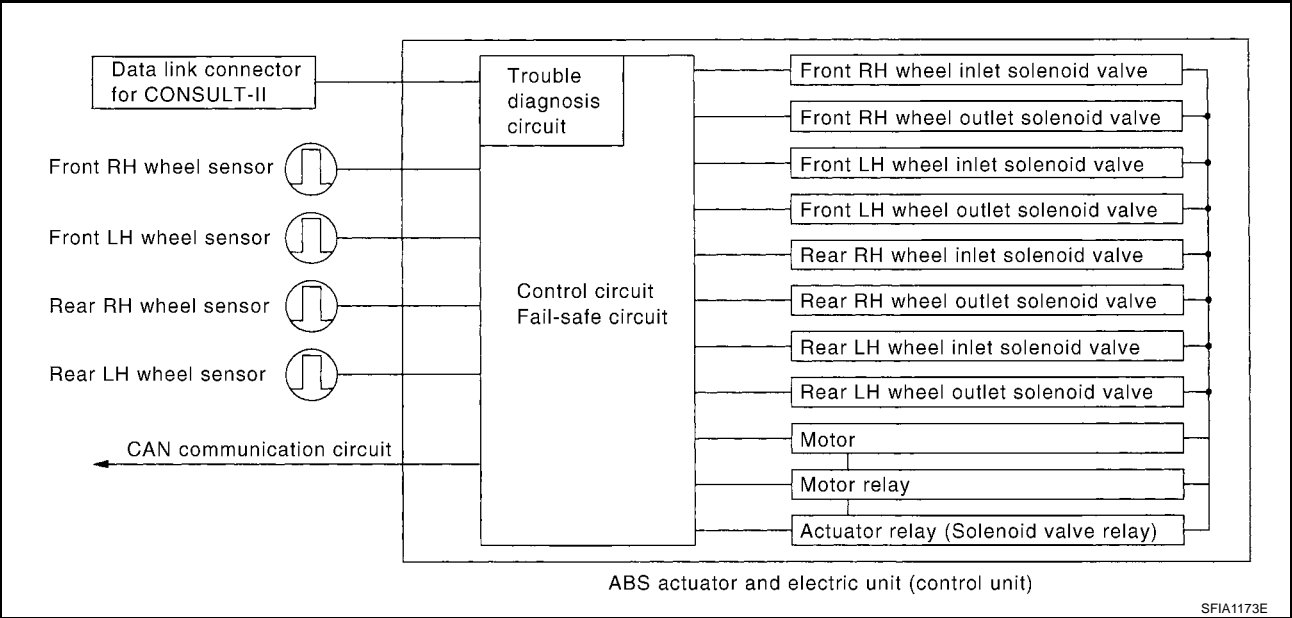 Data link connector
for CONSULT-II
Front RH wheel sensor
Front LH wheel sensor
Rear RH wheel sensor
Rear LH wheel sensor
CAN communication circuit
Trouble
diagnosis
circuit
Control circuit
Fail-safe circuit
Front RH wheel inlet solenoid valve
Front RH wheel outlet solenoid valve
Front LH wheel inlet solenoid valve
Front LH wheel outlet solenoid valve
Rear RH wheel inlet solenoid valve
Rear RH wheel outlet solenoid valve
Rear LH wheel inlet solenoid valve
Rear LH wheel outlet solenoid valve
Motor
Motor relay
Actuator relay (Solenoid valve relay)
ABS actuator and electric unit (control unit)
SFIA1173E